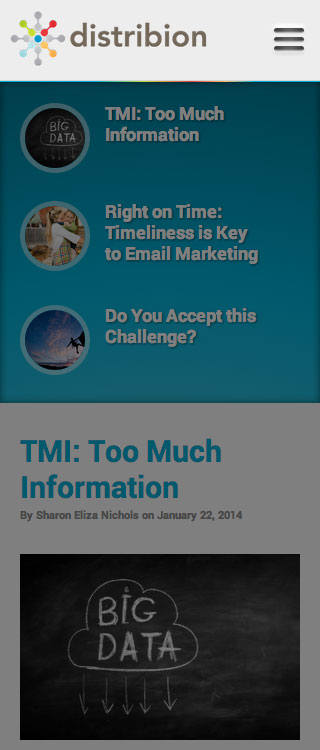 distribion
BIG
DATA
TMI: Too Much
Information
Right on Time:
Timeliness is Key
to Email Marketing
Do You Accept this
Challenge?
TMI: Too Much
Information
By Sharon Eliza Nichols on January 22, 2014
BIG
DATA